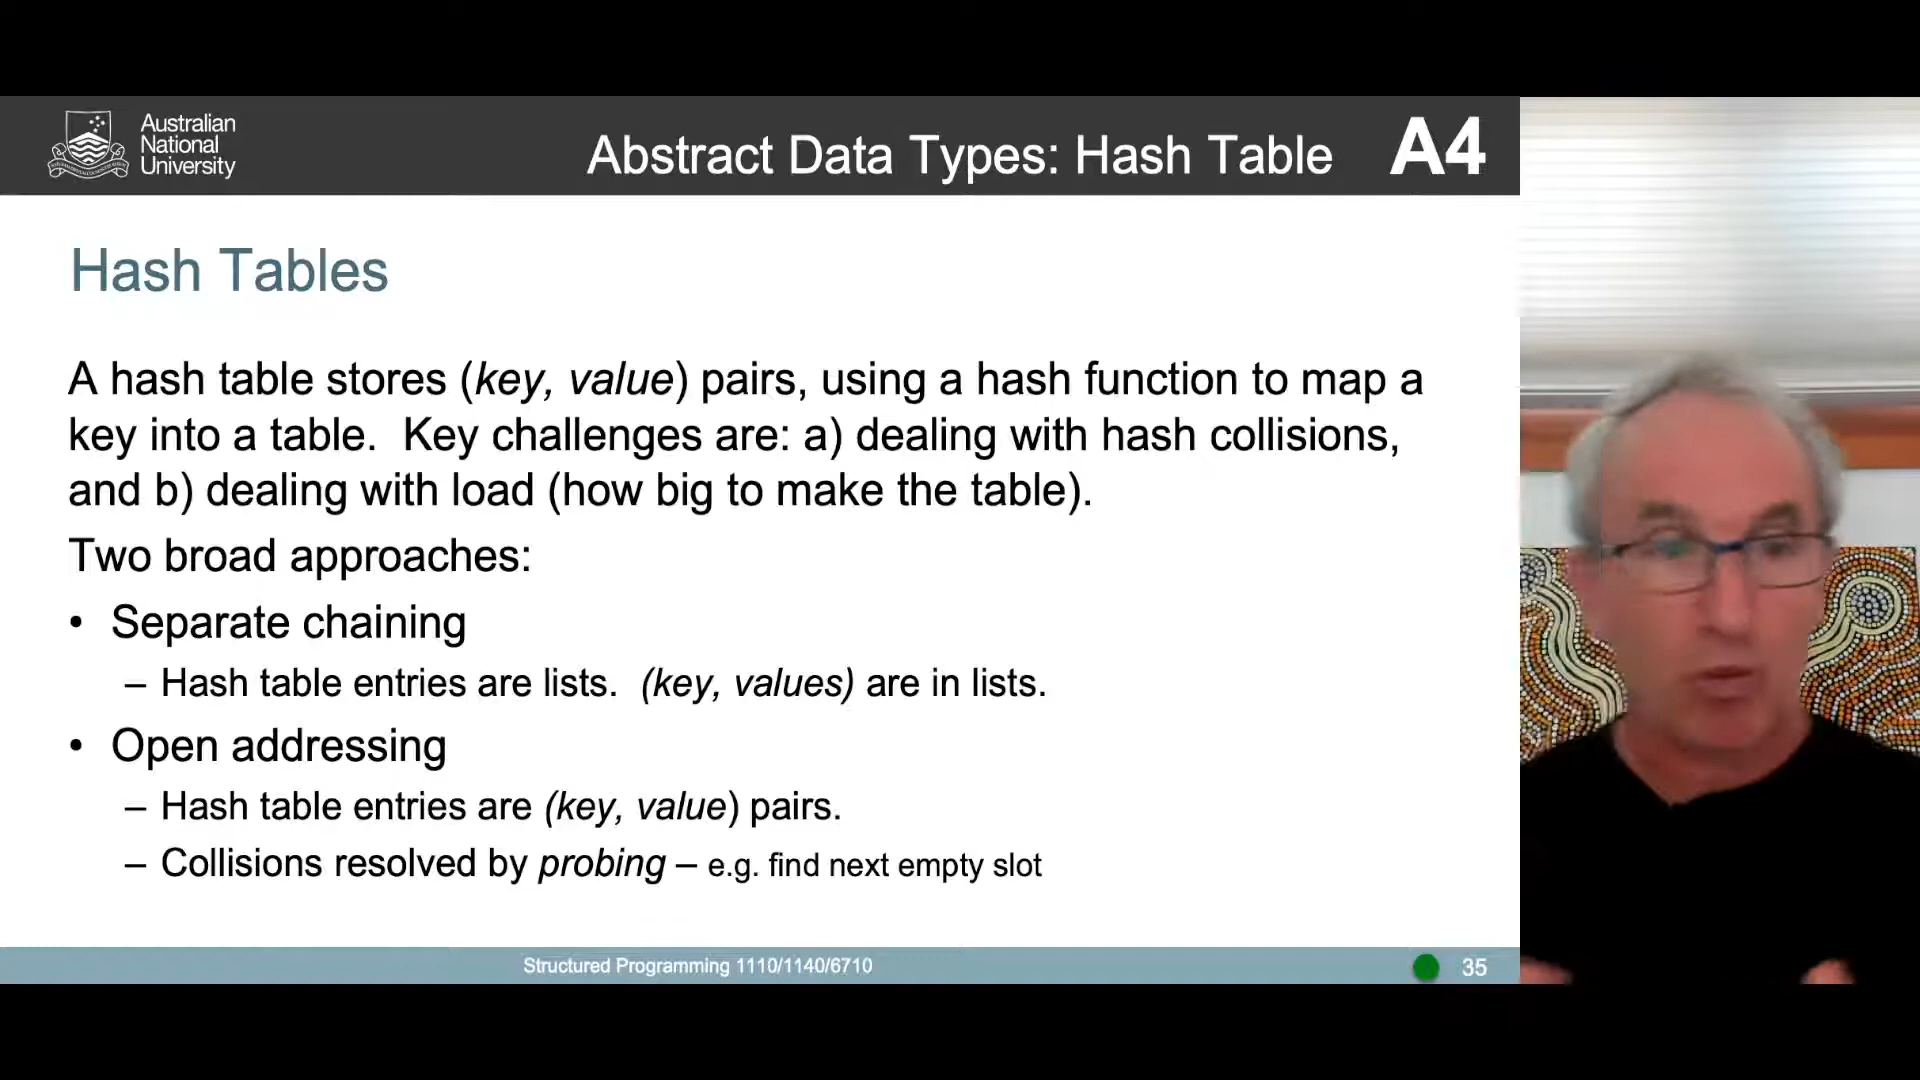 Australian
National
University
Abstract Data Types: Hash Table A4
Hash Tables
A hash table stores (key, value) pairs, using a hash function to map a
key into a table.  Key challenges are: a) dealing with hash collisions,
and b) dealing with load (how big to make the table).
Two broad approaches:
• Separate chaining
– Hash table entries are lists.  (key, values) are in lists.
• Open addressing
– Hash table entries are (key, value) pairs.
– Collisions resolved by probing – e.g. find next empty slot
Structured Programming 1110/1140/6710
35